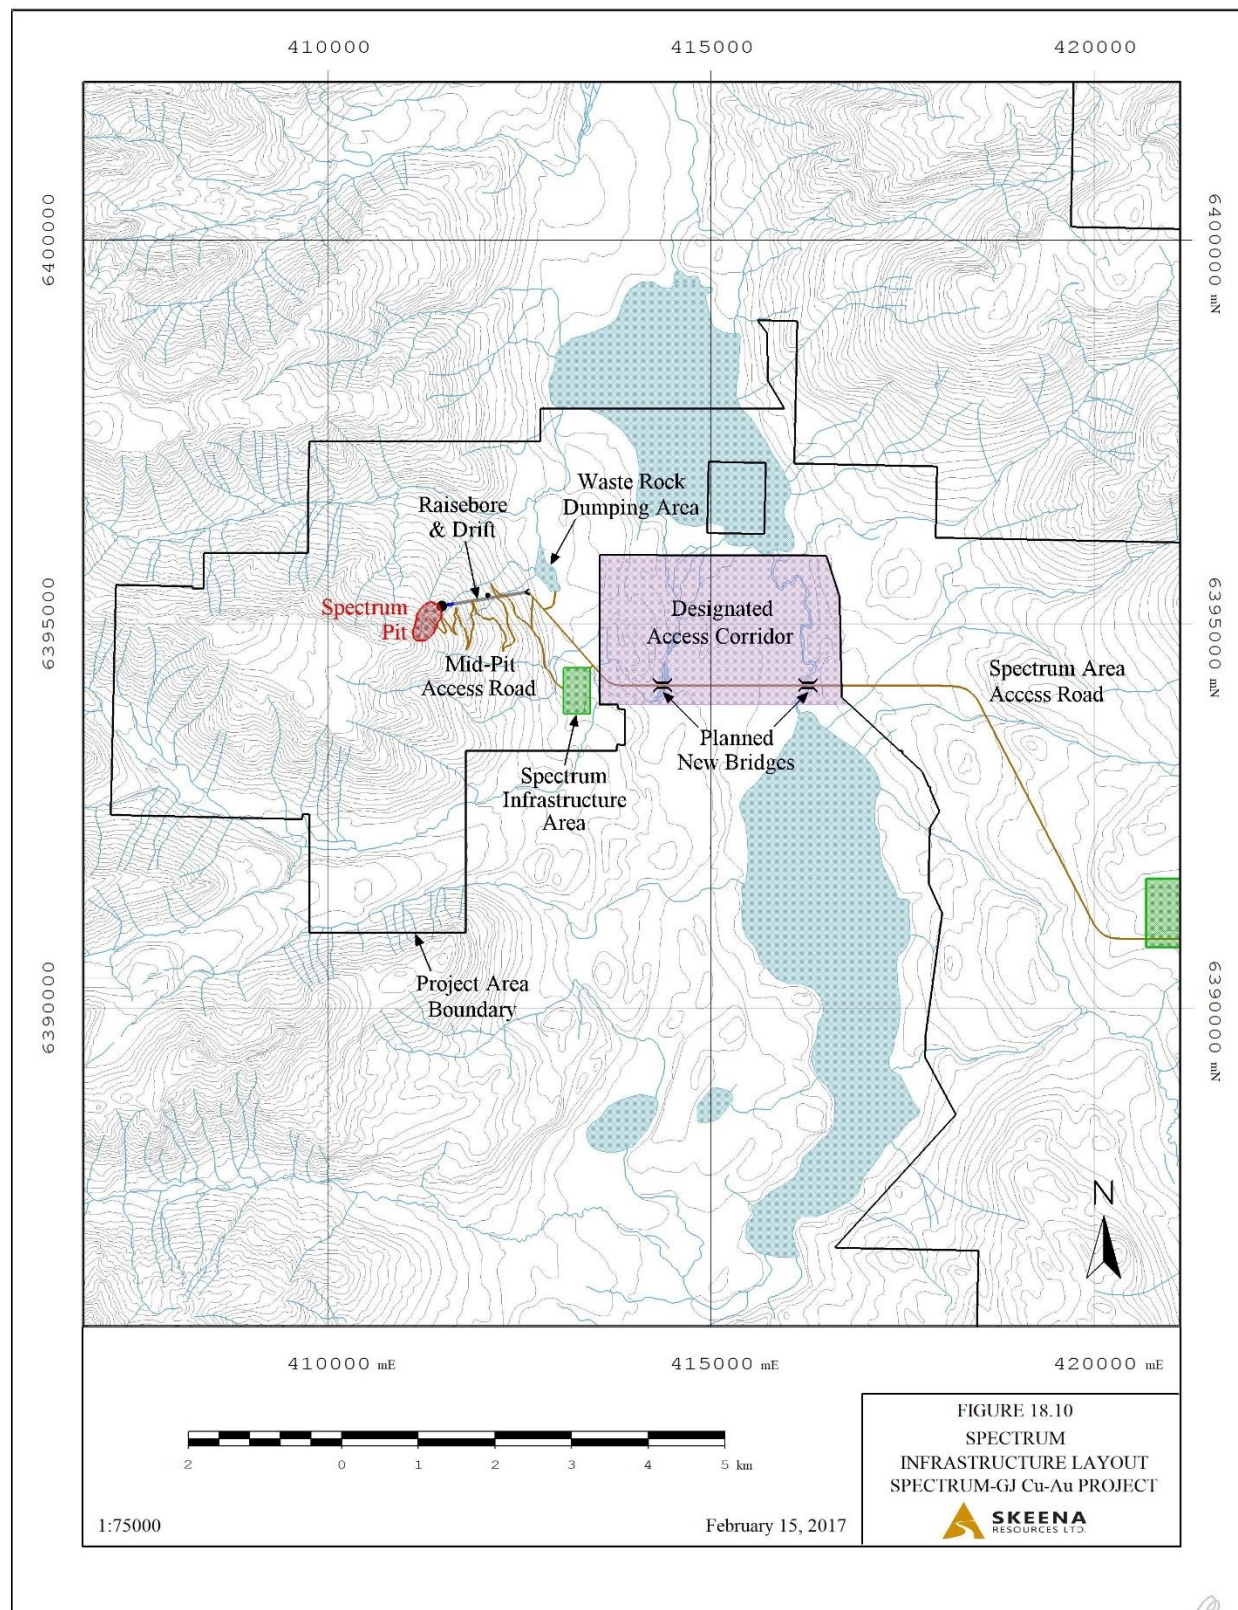 410000
415000
420000
6400000
6400000 mN
Waste Rock
Dumping Area
Raisebore
& Drift
Spectrum
Pit
Designated
Access Corridor
6395000
6395000 mN
Mid-Pit
Access Road
Spectrum Area
Access Road
Planned
New Bridges
Spectrum
Infrastructure
Area
Project Area
Boundary
6390000
6390000 mN
N
410000 mE
415000 mE
420000 mE
2 0 1 2 3 4 5 km
1:75000
February 15, 2017
FIGURE 18.10
SPECTRUM
INFRASTRUCTURE LAYOUT
SPECTRUM-GJ Cu-Au PROJECT
SKEENA
RESOURCES LTD.